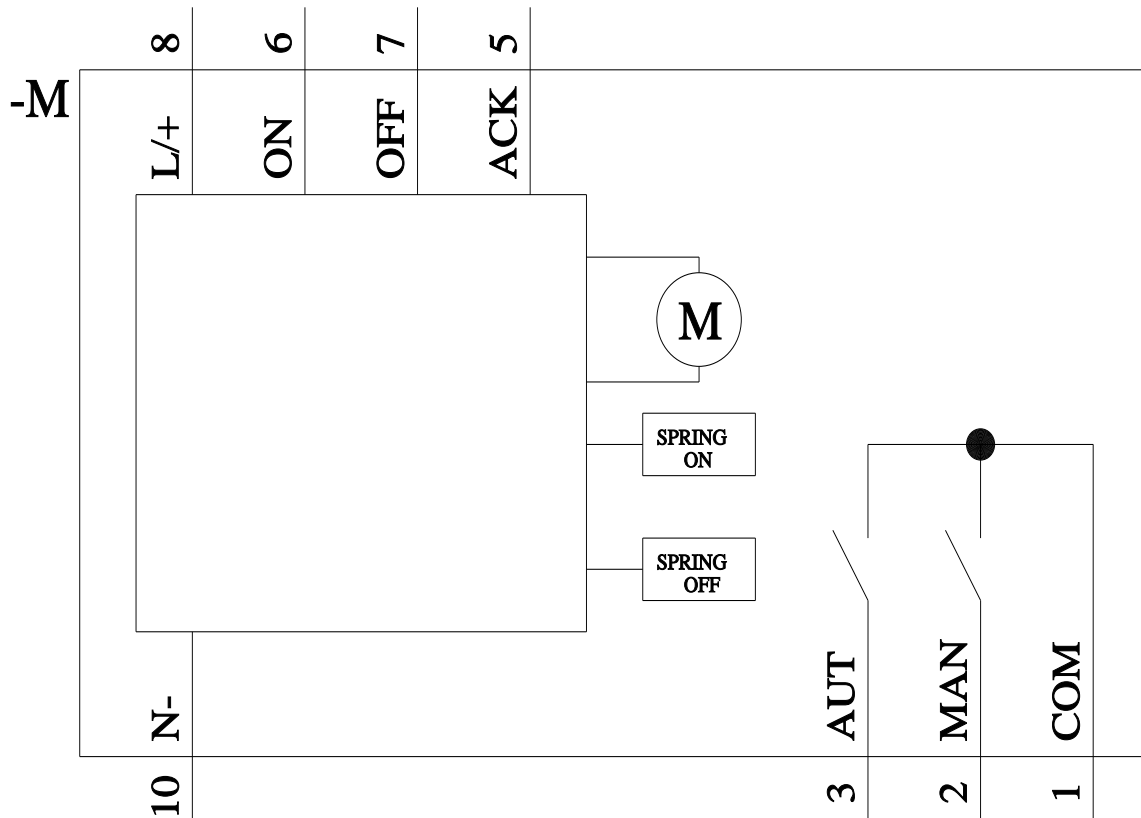 8
6
7
5
-M
L/+
ON
OFF
ACK
M
SPRING
ON
SPRING
OFF
N-
AUT
MAN
COM
10
3
2
1